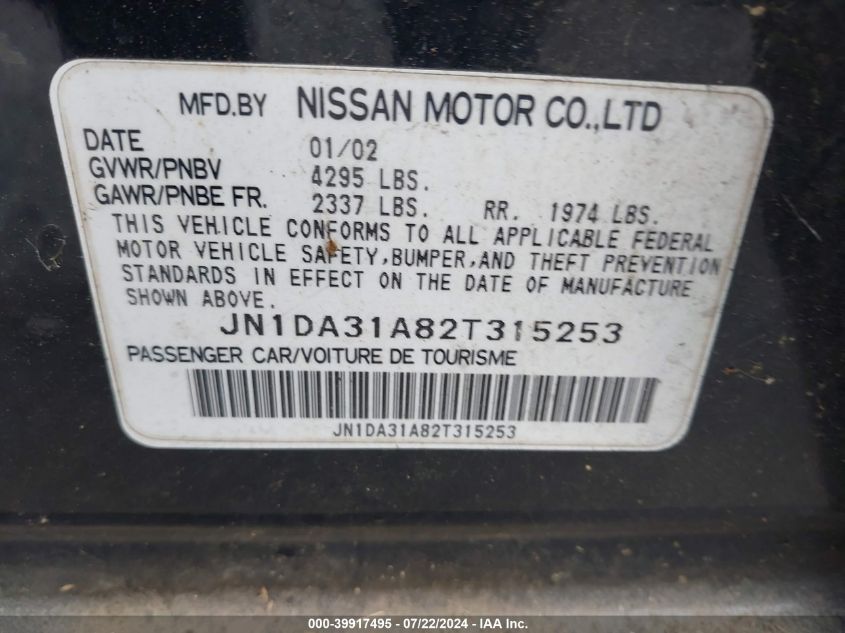 MFD.BY NISSAN MOTOR CO.,LTD
DATE 01/02
GVWR/PNBV 4295 LBS.
GAWR/PNBE FR. 2337 LBS. RR. 1974 LBS.
THIS VEHICLE CONFORMS TO ALL APPLICABLE FEDERAL
MOTOR VEHICLE SAFETY,BUMPER,AND THEFT PREVENTION
STANDARDS IN EFFECT ON THE DATE OF MANUFACTURE
SHOWN ABOVE.
JN1DA31A82T315253
PASSENGER CAR/VOITURE DE TOURISME
JN1DA31A82T315253
000-39917495 - 07/22/2024 - IAA Inc.